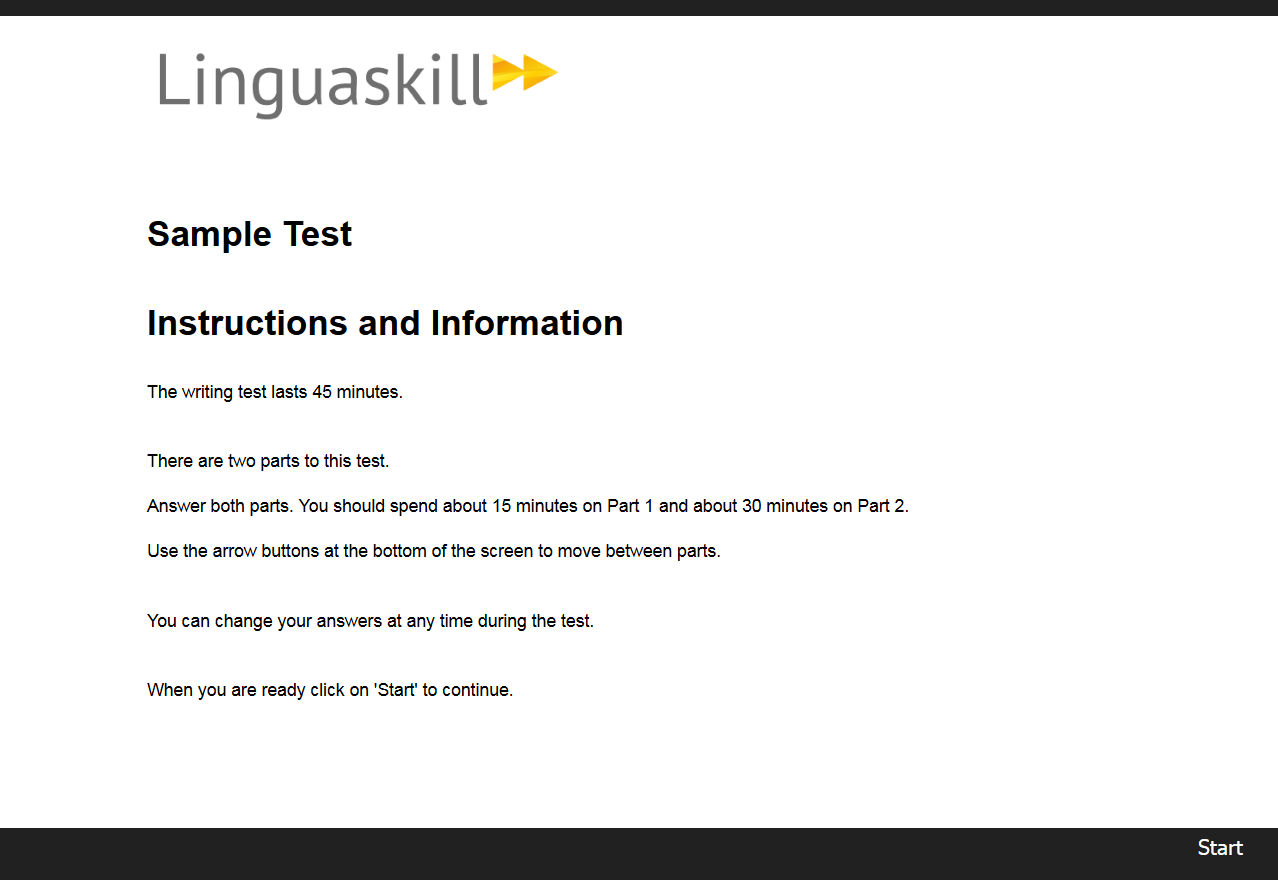 Linguaskill
Sample Test
Instructions and Information
The writing test lasts 45 minutes.
There are two parts to this test.
Answer both parts. You should spend about 15 minutes on Part 1 and about 30 minutes on Part 2.
Use the arrow buttons at the bottom of the screen to move between parts.
You can change your answers at any time during the test.
When you are ready click on 'Start' to continue.
Start